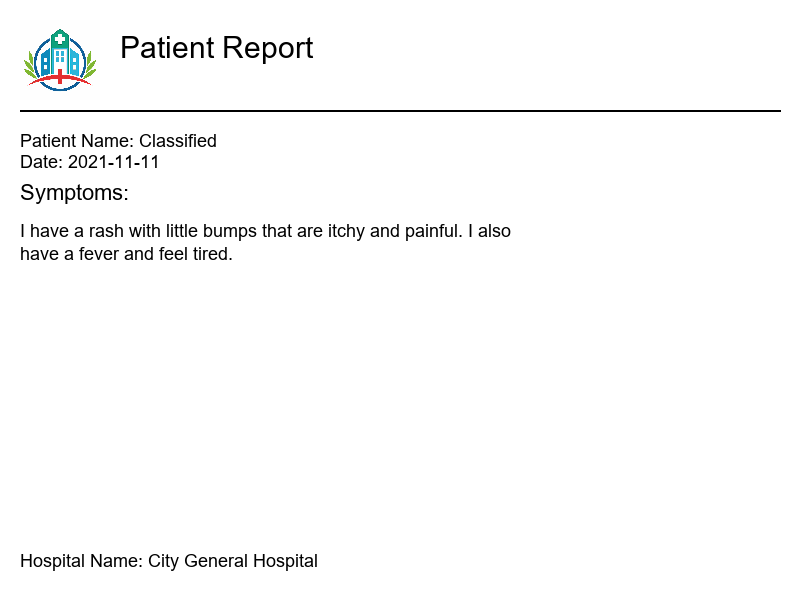 Patient Report
Patient Name: Classified
Date: 2021-11-11
Symptoms:
I have a rash with little bumps that are itchy and painful. I also
have a fever and feel tired.
Hospital Name: City General Hospital